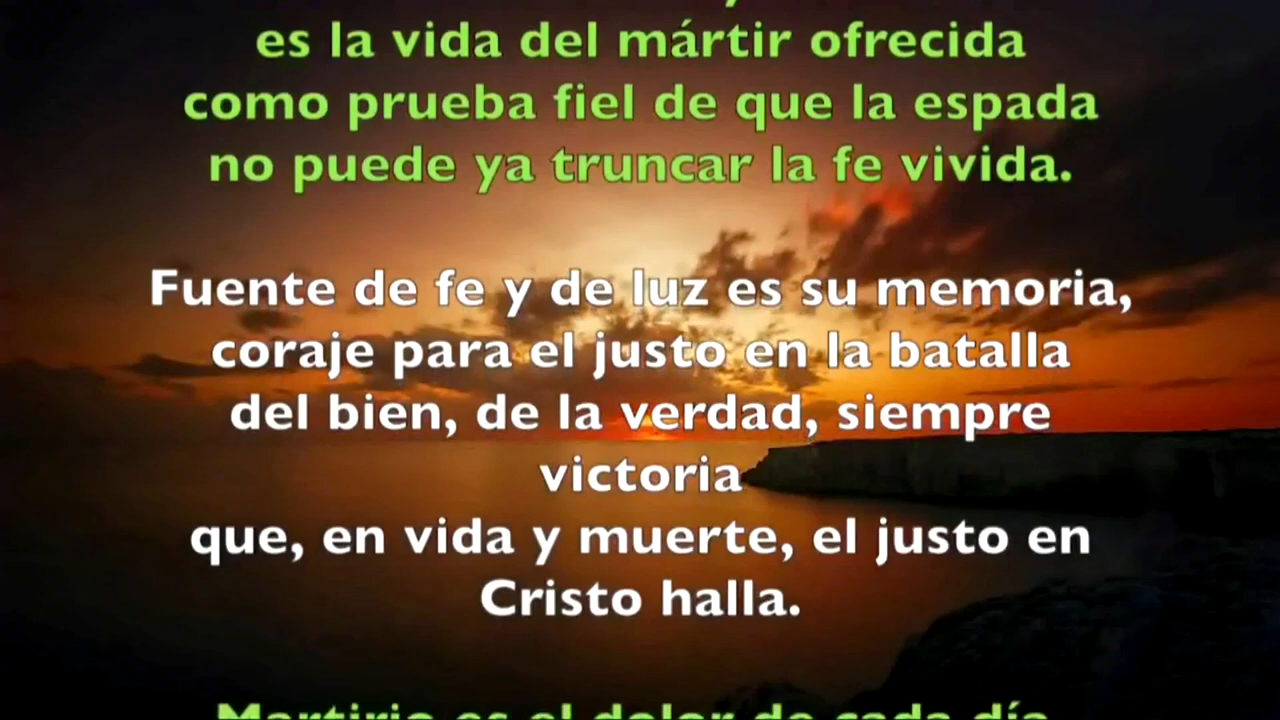 es la vida del mártir ofrecida
como prueba fiel de que la espada
no puede ya truncar la fe vivida.
Fuente de fe y de luz es su memoria,
coraje para el justo en la batalla
del bien, de la verdad, siempre
victoria
que, en vida y muerte, el justo en
Cristo halla.
Martirio es el dolor de cada día